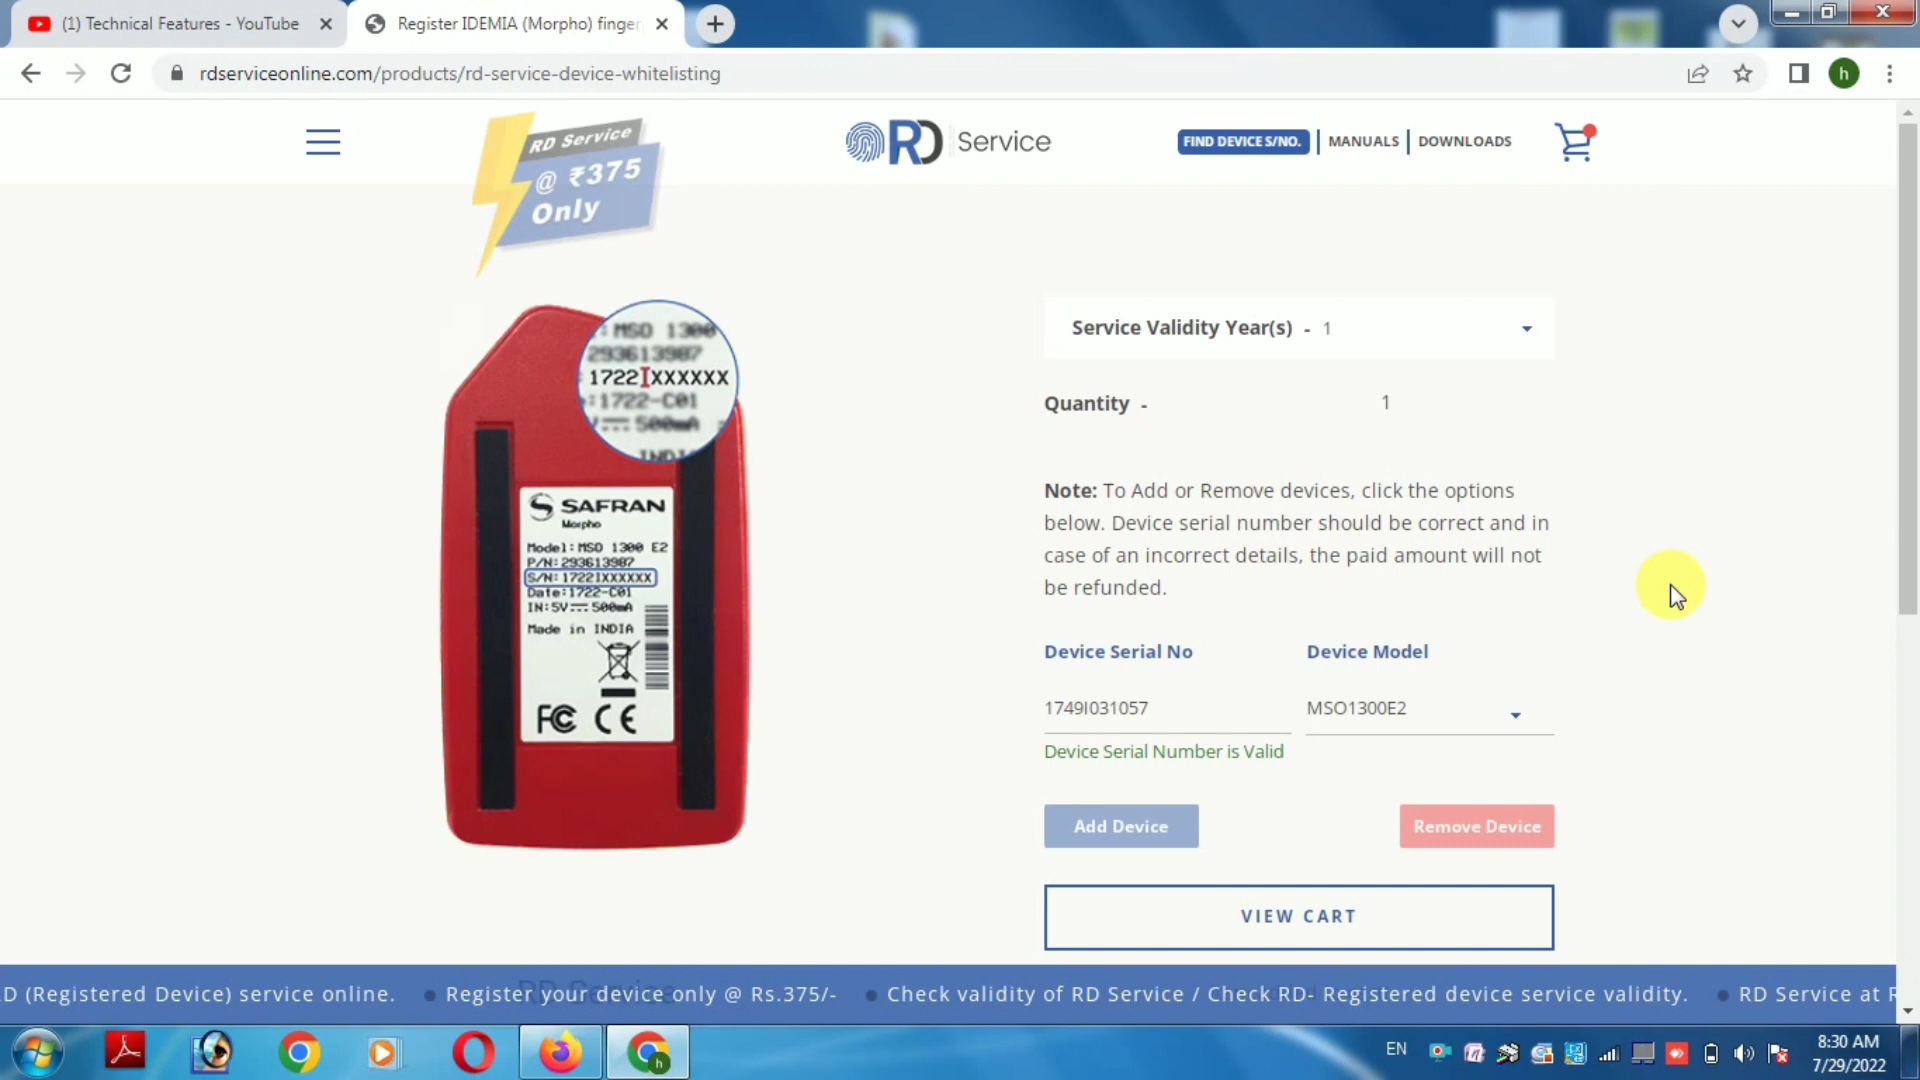 (1) Technical Features - YouTube
Register IDEMIA (Morpho) finger
rdserviceonline.com/products/rd-service-device-whitelisting
h
RD Service
@ ₹375
Only
RD Service
FIND DEVICE S/NO.
MANUALS
DOWNLOADS
: MSO 1300
293613987
1722IXXXXXX
:1722-C01
500mA
INDI
SAFRAN
Morpho
Model: MSO 1300 E2
P/N: 293613987
S/N: 1722IXXXXXX
Date: 1722-C01
IN: 5V 500mA
Made in INDIA
FC CE
Service Validity Year(s) - 1
Quantity - 1
Note: To Add or Remove devices, click the options
below. Device serial number should be correct and in
case of an incorrect details, the paid amount will not
be refunded.
Device Serial No
Device Model
1749I031057
MSO1300E2
Device Serial Number is Valid
Add Device
Remove Device
VIEW CART
D (Registered Device) service online. ● Register your device only @ Rs.375/- ● Check validity of RD Service / Check RD- Registered device service validity. ● RD Service at
EN
8:30 AM
7/29/2022